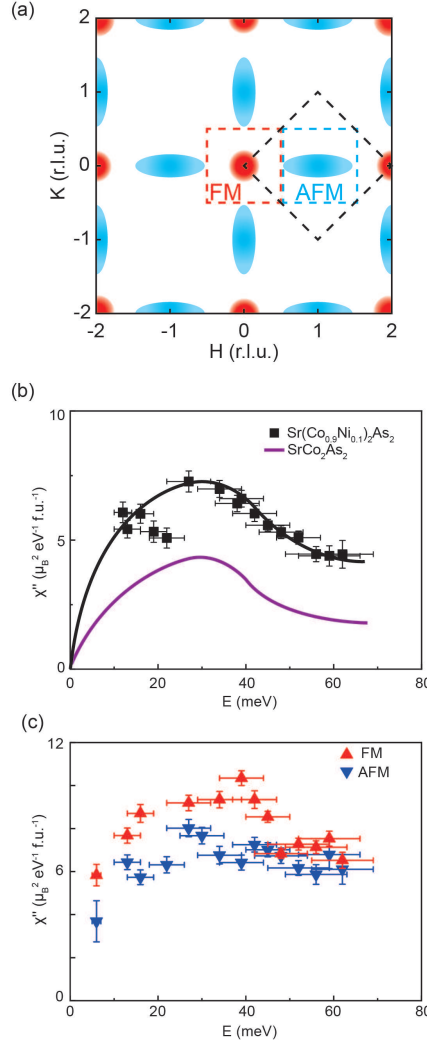 (a)
2
1
0
-1
-2
K (r.l.u.)
FM
AFM
-2
-1
0
1
2
H (r.l.u.)
(b)
10
5
0
χ'' (μ_B² eV⁻¹ f.u.⁻¹)
■ Sr(Co₀.₉Ni₀.₁)₂As₂
SrCo₂As₂
0
20
40
60
80
E (meV)
(c)
12
6
0
χ'' (μ_B² eV⁻¹ f.u.⁻¹)
FM
AFM
0
20
40
60
80
E (meV)